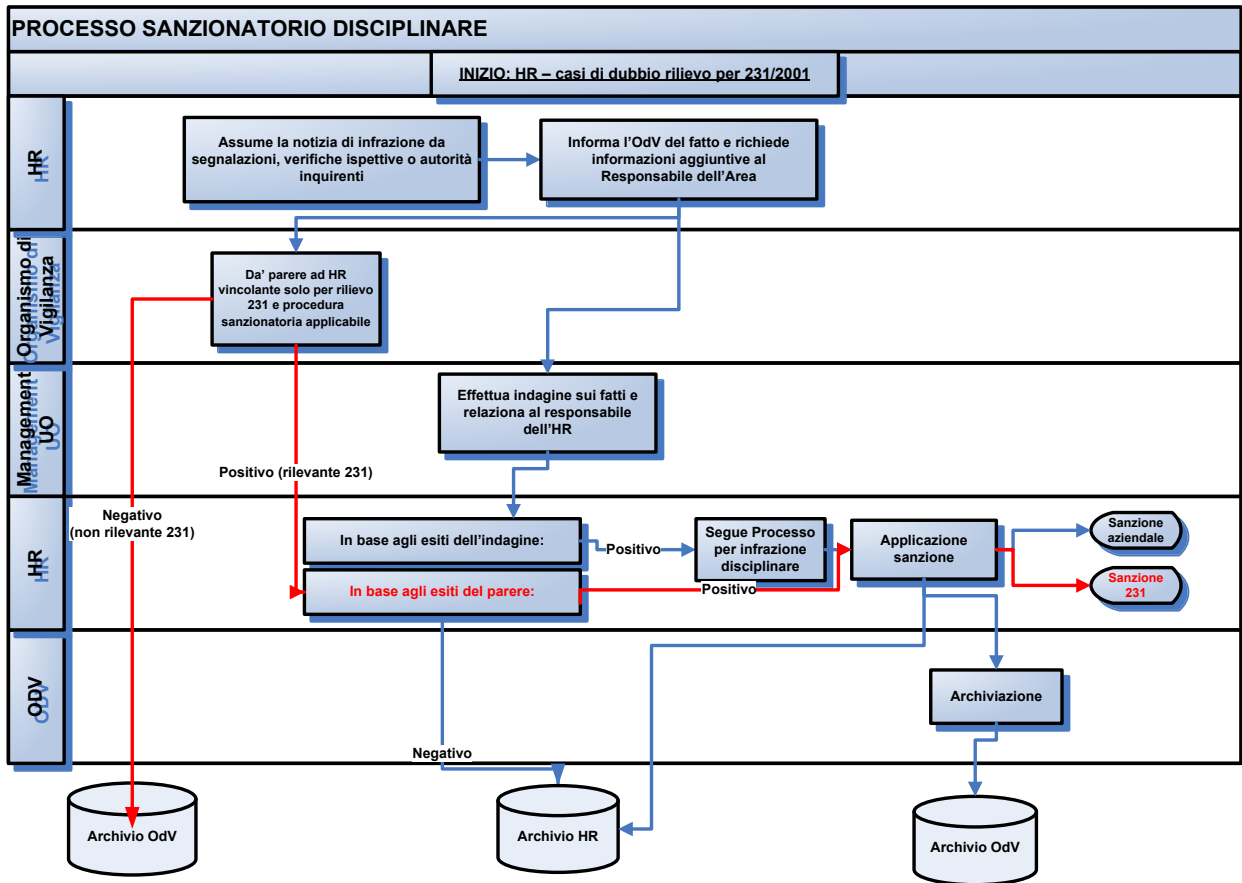 PROCESSO SANZIONATORIO DISCIPLINARE
INIZIO: HR – casi di dubbio rilievo per 231/2001
HR
Assume la notizia di infrazione da
segnalazioni, verifiche ispettive o autorità
inquirenti
Informa l'OdV del fatto e richiede
informazioni aggiuntive al
Responsabile dell'Area
Organismo di
Vigilanza
Da' parere ad HR
vincolante solo per rilievo
231 e procedura
sanzionatoria applicabile
Management
UO
Effettua indagine sui fatti e
relaziona al responsabile
dell'HR
Positivo (rilevante 231)
Negativo
(non rilevante 231)
HR
In base agli esiti dell'indagine:
Positivo
Segue Processo
per infrazione
disciplinare
Applicazione
sanzione
Sanzione
aziendale
In base agli esiti del parere:
Positivo
Sanzione
231
ODV
Archiviazione
Negativo
Archivio OdV
Archivio HR
Archivio OdV